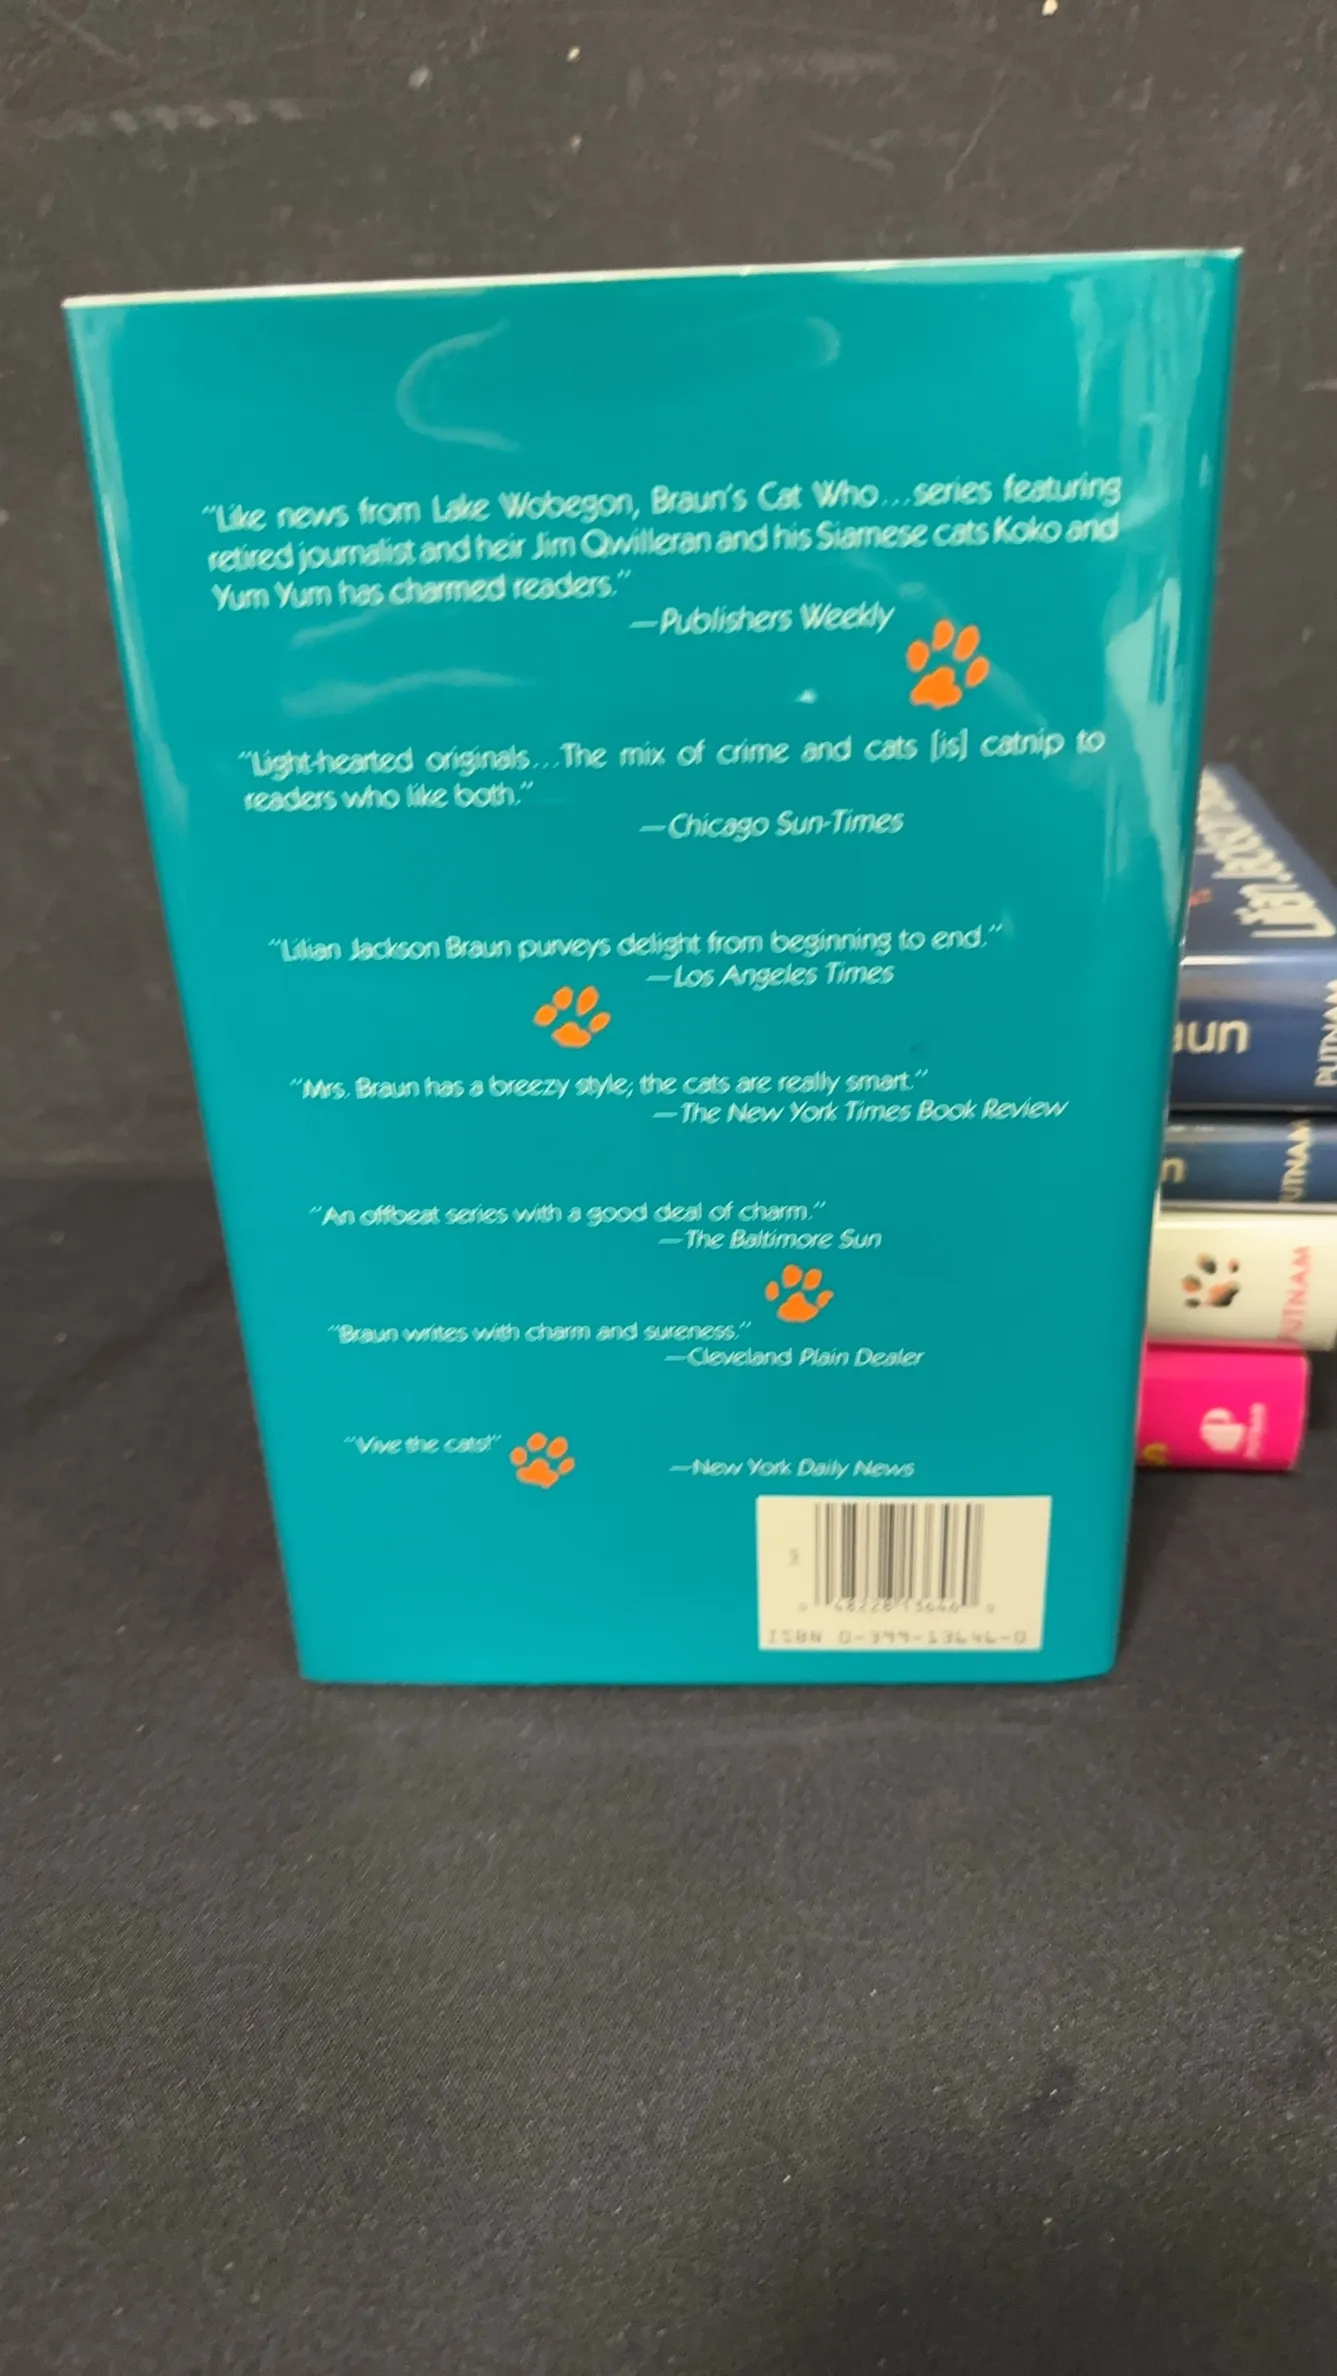 "Like news from Lake Wobegon, Braun's Cat Who...series featuring
retired journalist and heir Jim Qwilleran and his Siamese cats Koko and
Yum Yum has charmed readers."
—Publishers Weekly
"Light-hearted originals...The mix of crime and cats [is] catnip to
readers who like both."
—Chicago Sun-Times
"Lilian Jackson Braun purveys delight from beginning to end."
—Los Angeles Times
"Mrs. Braun has a breezy style; the cats are really smart."
—The New York Times Book Review
"An offbeat series with a good deal of charm."
—The Baltimore Sun
"Braun writes with charm and sureness."
—Cleveland Plain Dealer
"Vive the cats!"
—New York Daily News
0 48228 13646 0
ISBN 0-399-13646-0
Lilian Jackson
aun
PUTNAM
S
PUTNAM
PUTNAM
s